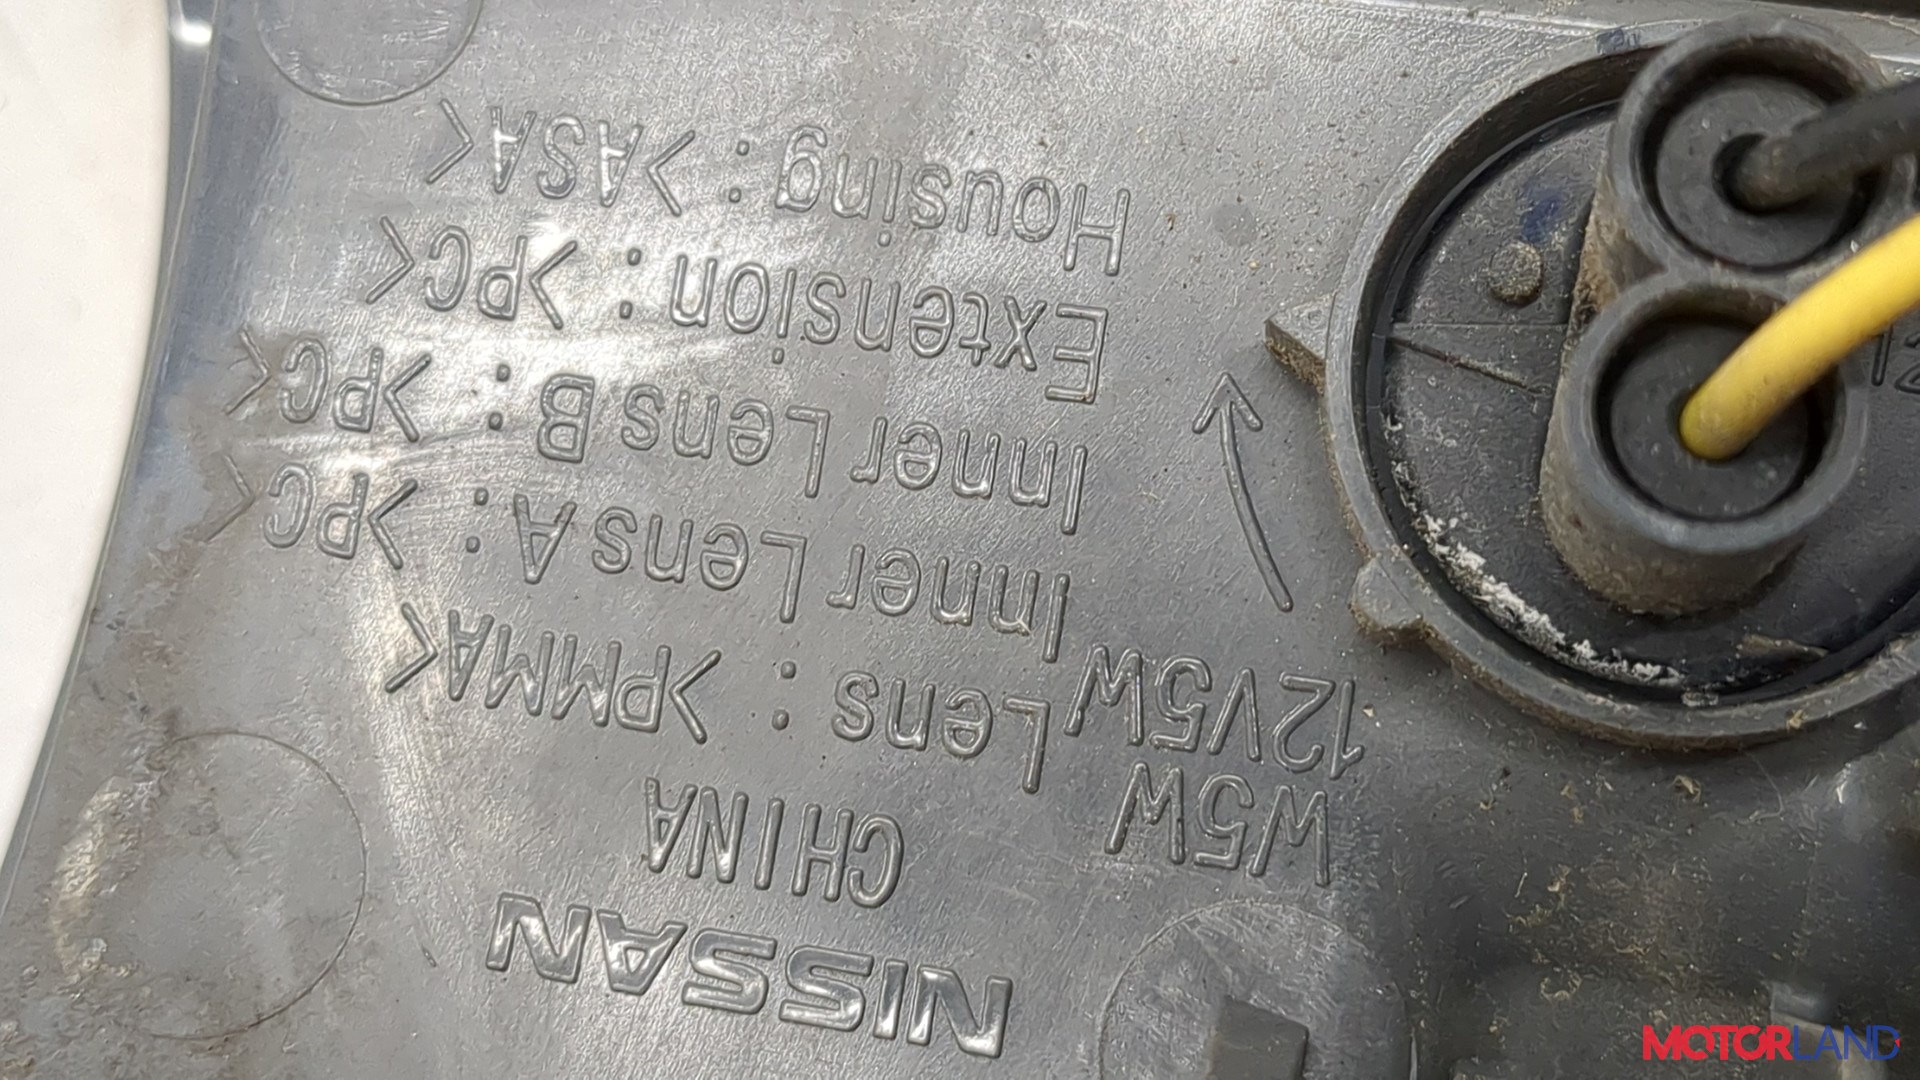 NISSAN
CHINA
W5W
12V5W
Lens : >PMMA<
Inner Lens A : >PC<
Inner Lens B : >PC<
Extension : >PC<
Housing : >ASA<
MOTORLAND